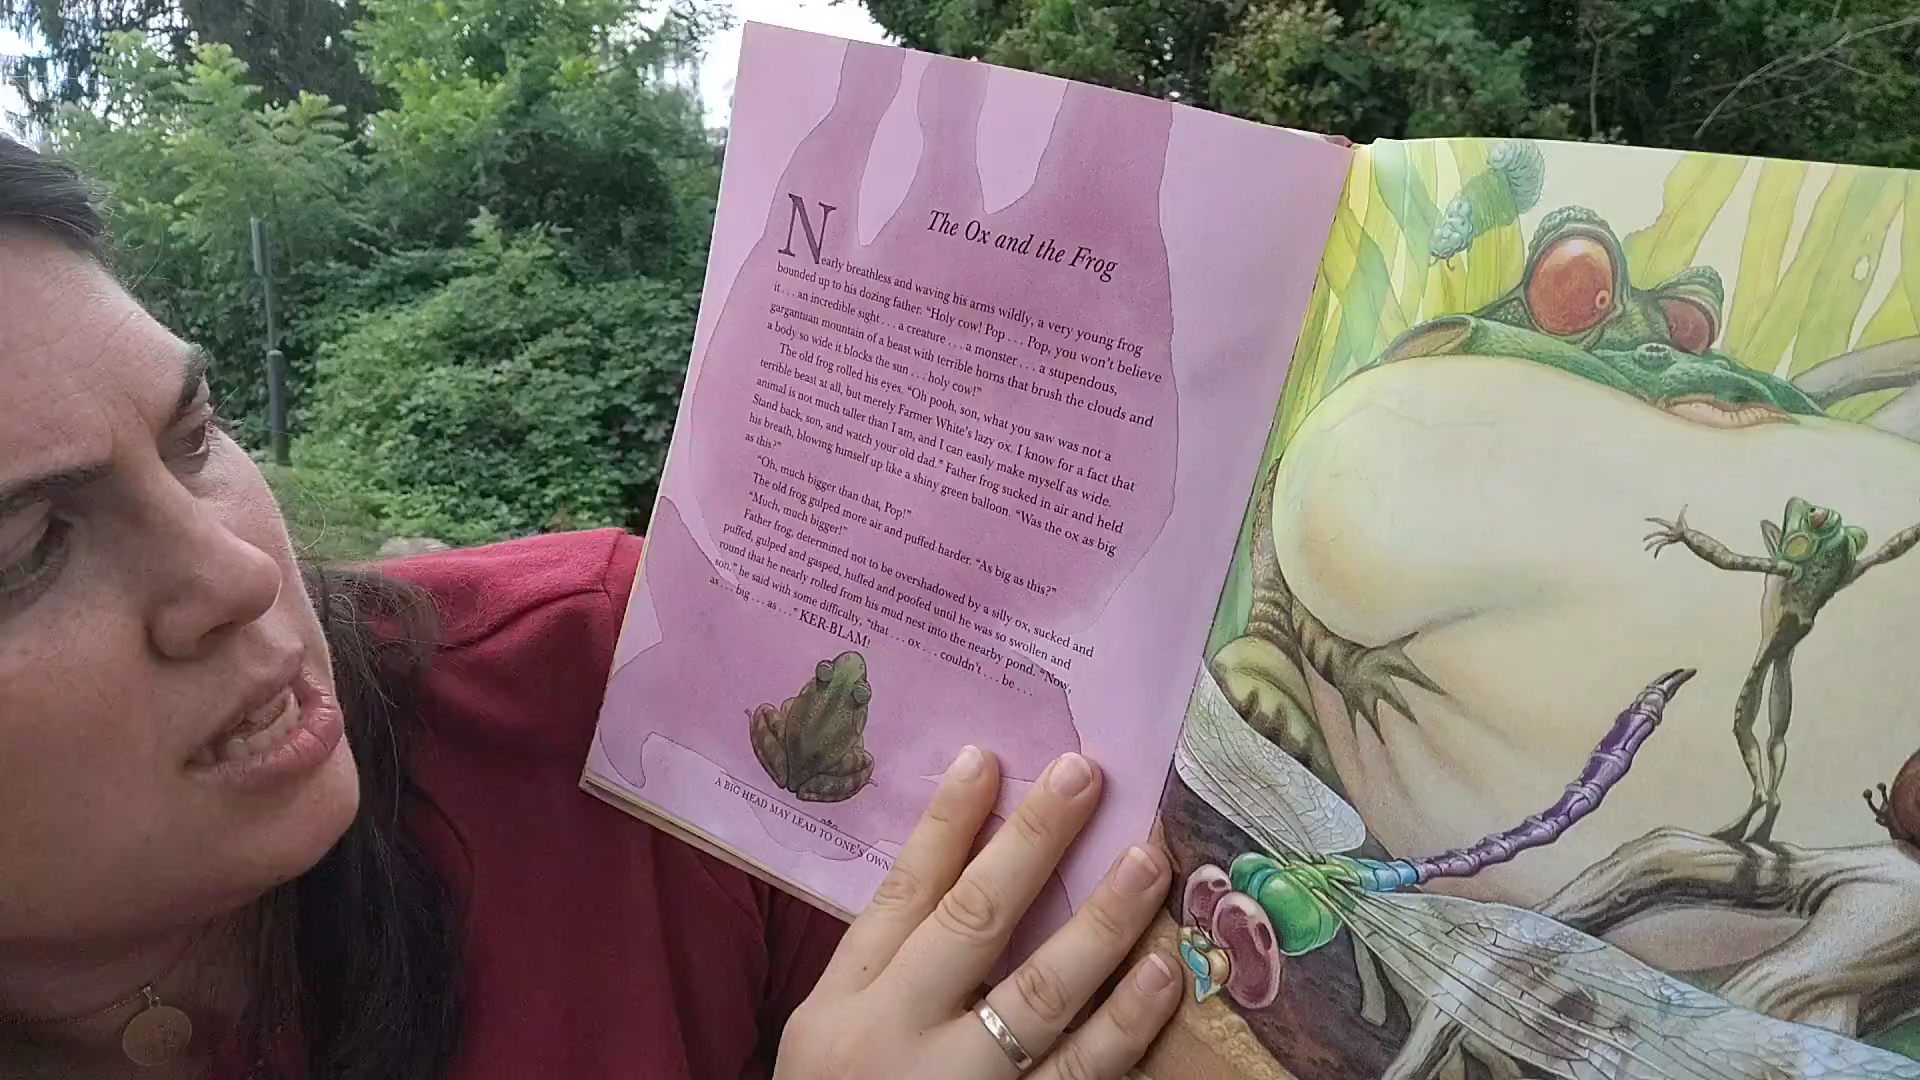 The Ox and the Frog
Nearly breathless and waving his arms wildly, a very young frog
bounded up to his dozing father. “Holy cow! Pop . . . Pop, you won’t believe
it . . . an incredible sight . . . a creature . . . a monster . . . a stupendous,
gargantuan mountain of a beast with terrible horns that brush the clouds and
a body so wide it blocks the sun . . . holy cow!”
The old frog rolled his eyes. “Oh pooh, son, what you saw was not a
terrible beast at all, but merely Farmer White’s lazy ox. I know for a fact that
animal is not much taller than I am, and I can easily make myself as wide.
Stand back, son, and watch your old dad.” Father frog sucked in air and held
his breath, blowing himself up like a shiny green balloon. “Was the ox as big
as this?”
“Oh, much bigger than that, Pop!”
The old frog gulped more air and puffed harder. “As big as this?”
“Much, much bigger!”
Father frog, determined not to be overshadowed by a silly ox, sucked and
puffed, gulped and gasped, huffed and poofed until he was so swollen and
round that he nearly rolled from his mud nest into the nearby pond. “Now,
son,” he said with some difficulty, “that . . . ox . . . couldn’t . . . be . . .
as . . . big . . . as . . .” KER-BLAM!
A BIG HEAD MAY LEAD TO ONE’S OWN